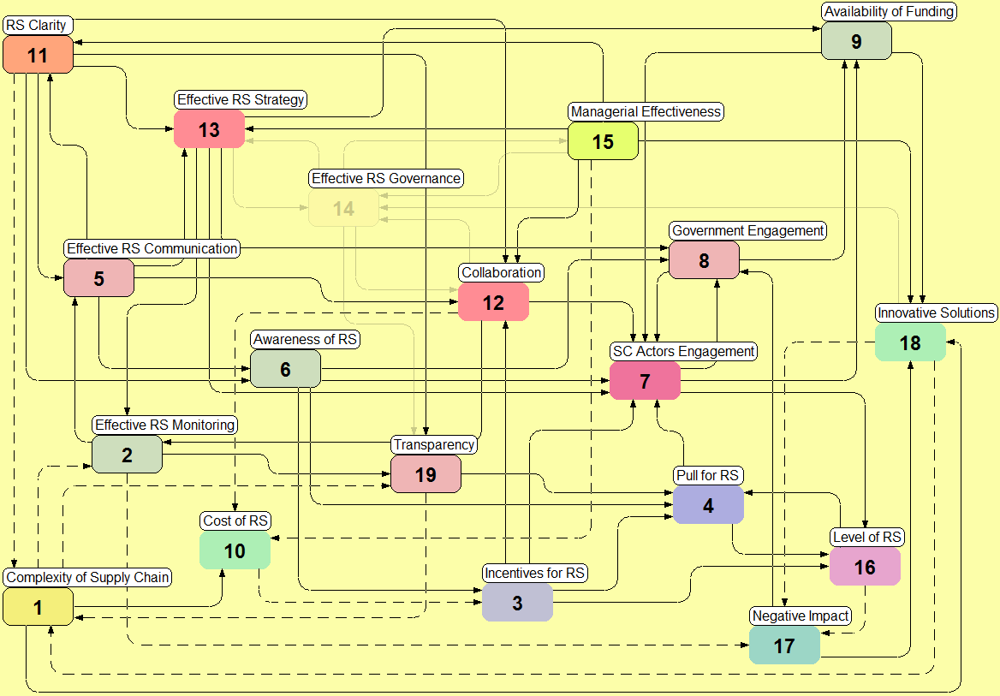 Availability of Funding
9
RS Clarity
11
Effective RS Strategy
13
Managerial Effectiveness
15
Effective RS Governance
14
Government Engagement
8
Effective RS Communication
5
Collaboration
12
Innovative Solutions
18
Awareness of RS
6
SC Actors Engagement
7
Effective RS Monitoring
2
Transparency
19
Pull for RS
4
Cost of RS
10
Level of RS
16
Complexity of Supply Chain
1
Incentives for RS
3
Negative Impact
17